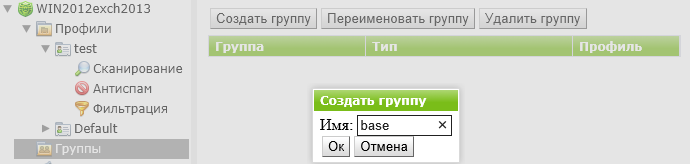 WIN2012exch2013
Профили
test
Сканирование
Антиспам
Фильтрация
Default
Группы
Создать группу Переименовать группу Удалить группу
Группа Тип Профиль
Создать группу
Имя: base ×
Ок Отмена